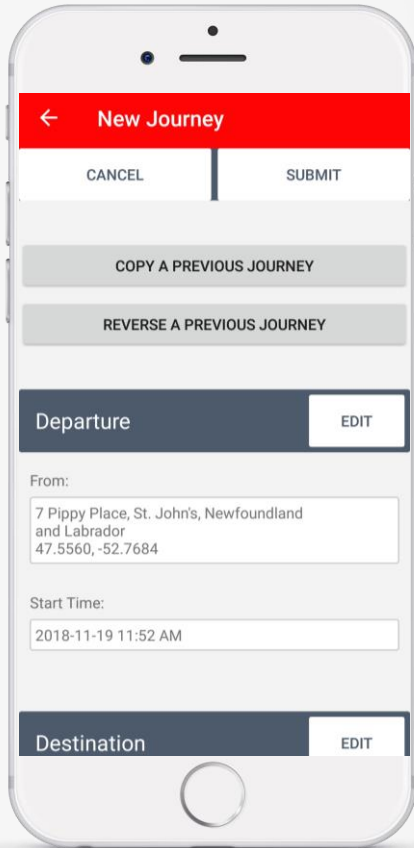 New Journey
CANCEL SUBMIT
COPY A PREVIOUS JOURNEY
REVERSE A PREVIOUS JOURNEY
Departure EDIT
From:
7 Pippy Place, St. John's, Newfoundland
and Labrador
47.5560, -52.7684
Start Time:
2018-11-19 11:52 AM
Destination EDIT